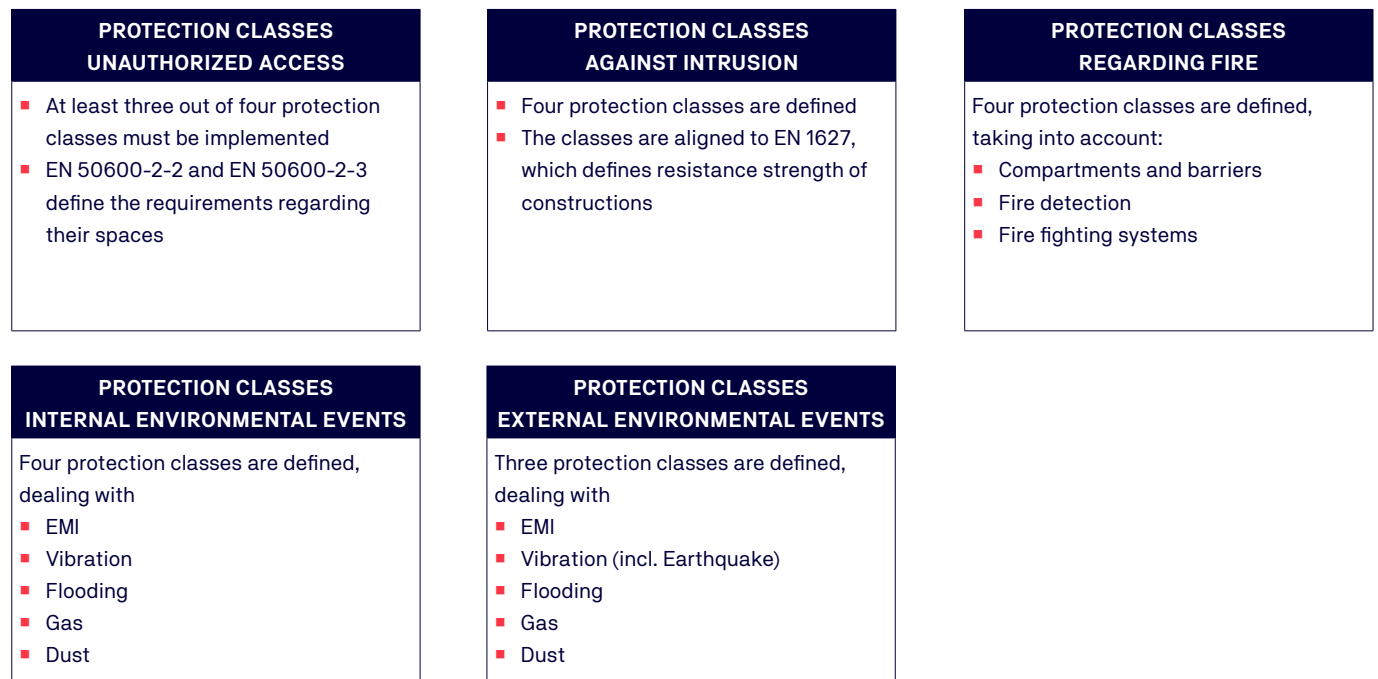 PROTECTION CLASSES
UNAUTHORIZED ACCESS
At least three out of four protection
classes must be implemented
EN 50600-2-2 and EN 50600-2-3
define the requirements regarding
their spaces
PROTECTION CLASSES
AGAINST INTRUSION
Four protection classes are defined
The classes are aligned to EN 1627,
which defines resistance strength of
constructions
PROTECTION CLASSES
REGARDING FIRE
Four protection classes are defined,
taking into account:
Compartments and barriers
Fire detection
Fire fighting systems
PROTECTION CLASSES
INTERNAL ENVIRONMENTAL EVENTS
Four protection classes are defined,
dealing with
EMI
Vibration
Flooding
Gas
Dust
PROTECTION CLASSES
EXTERNAL ENVIRONMENTAL EVENTS
Three protection classes are defined,
dealing with
EMI
Vibration (incl. Earthquake)
Flooding
Gas
Dust